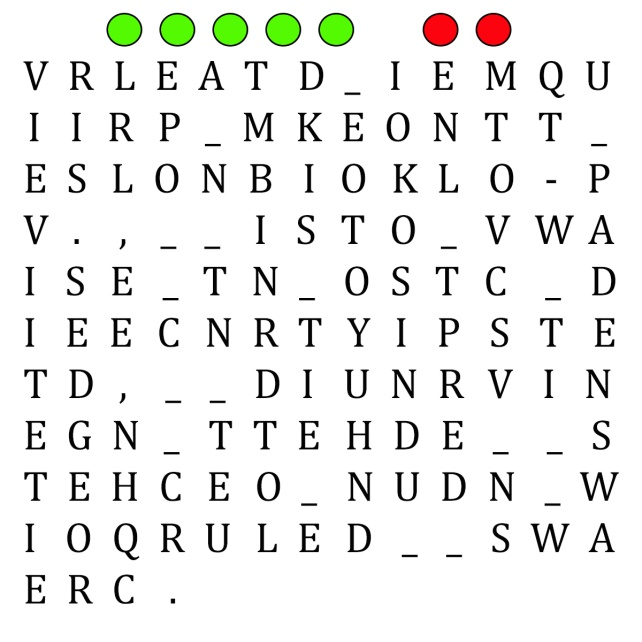 V R L E A T D _ I E M Q U
I I R P _ M K E O N T T _
E S L O N B I O K L O - P
V . , _ _ I S T O _ V W A
I S E _ T N _ O S T C _ D
I E E C N R T Y I P S T E
T D , _ _ D I U N R V I N
E G N _ T T E H D E _ _ S
T E H C E O _ N U D N _ W
I O Q R U L E D _ _ S W A
E R C .